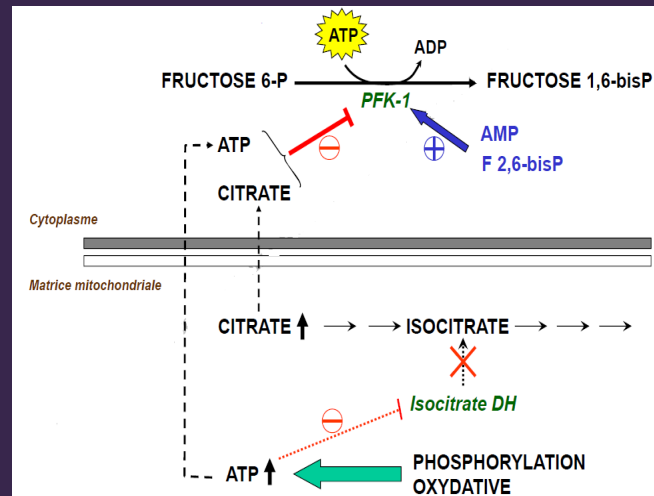 ATP
ADP
FRUCTOSE 6-P
FRUCTOSE 1,6-bisP
PFK-1
ATP
AMP
F 2,6-bisP
CITRATE
Cytoplasme
Matrice mitochondriale
CITRATE
ISOCITRATE
Isocitrate DH
ATP
PHOSPHORYLATION
OXYDATIVE